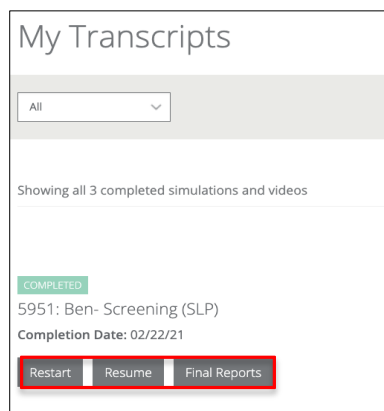 My Transcripts
All
Showing all 3 completed simulations and videos
COMPLETED
5951: Ben- Screening (SLP)
Completion Date: 02/22/21
Restart Resume Final Reports